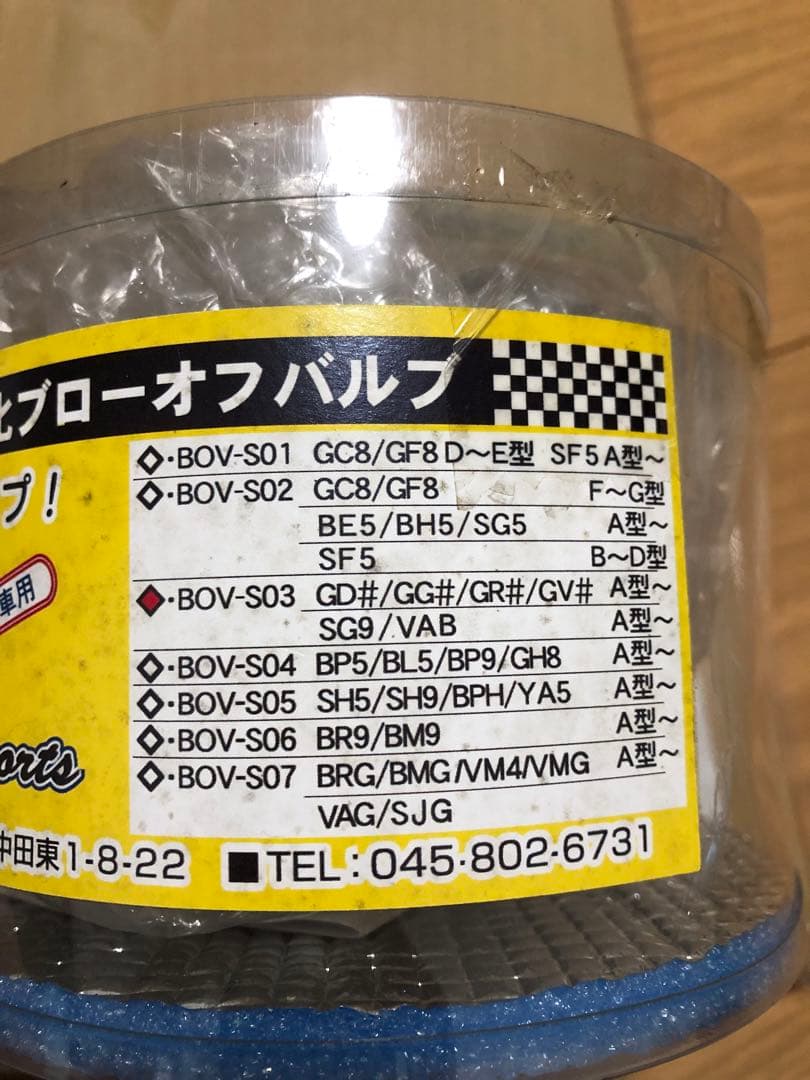 化ブローオフバルブ
プ！
車用
◇・BOV-S01 GC8/GF8 D〜E型 SF5 A型〜
◇・BOV-S02 GC8/GF8 F〜G型
BE5/BH5/SG5 A型〜
SF5 B〜D型
◆・BOV-S03 GD#/GG#/GR#/GV# A型〜
SG9/VAB A型〜
◇・BOV-S04 BP5/BL5/BP9/GH8 A型〜
◇・BOV-S05 SH5/SH9/BPH/YA5 A型〜
◇・BOV-S06 BR9/BM9 A型〜
◇・BOV-S07 BRG/BMG/VM4/VMG A型〜
VAG/SJG
orts
中田東1-8-22 ■TEL：045-802-6731